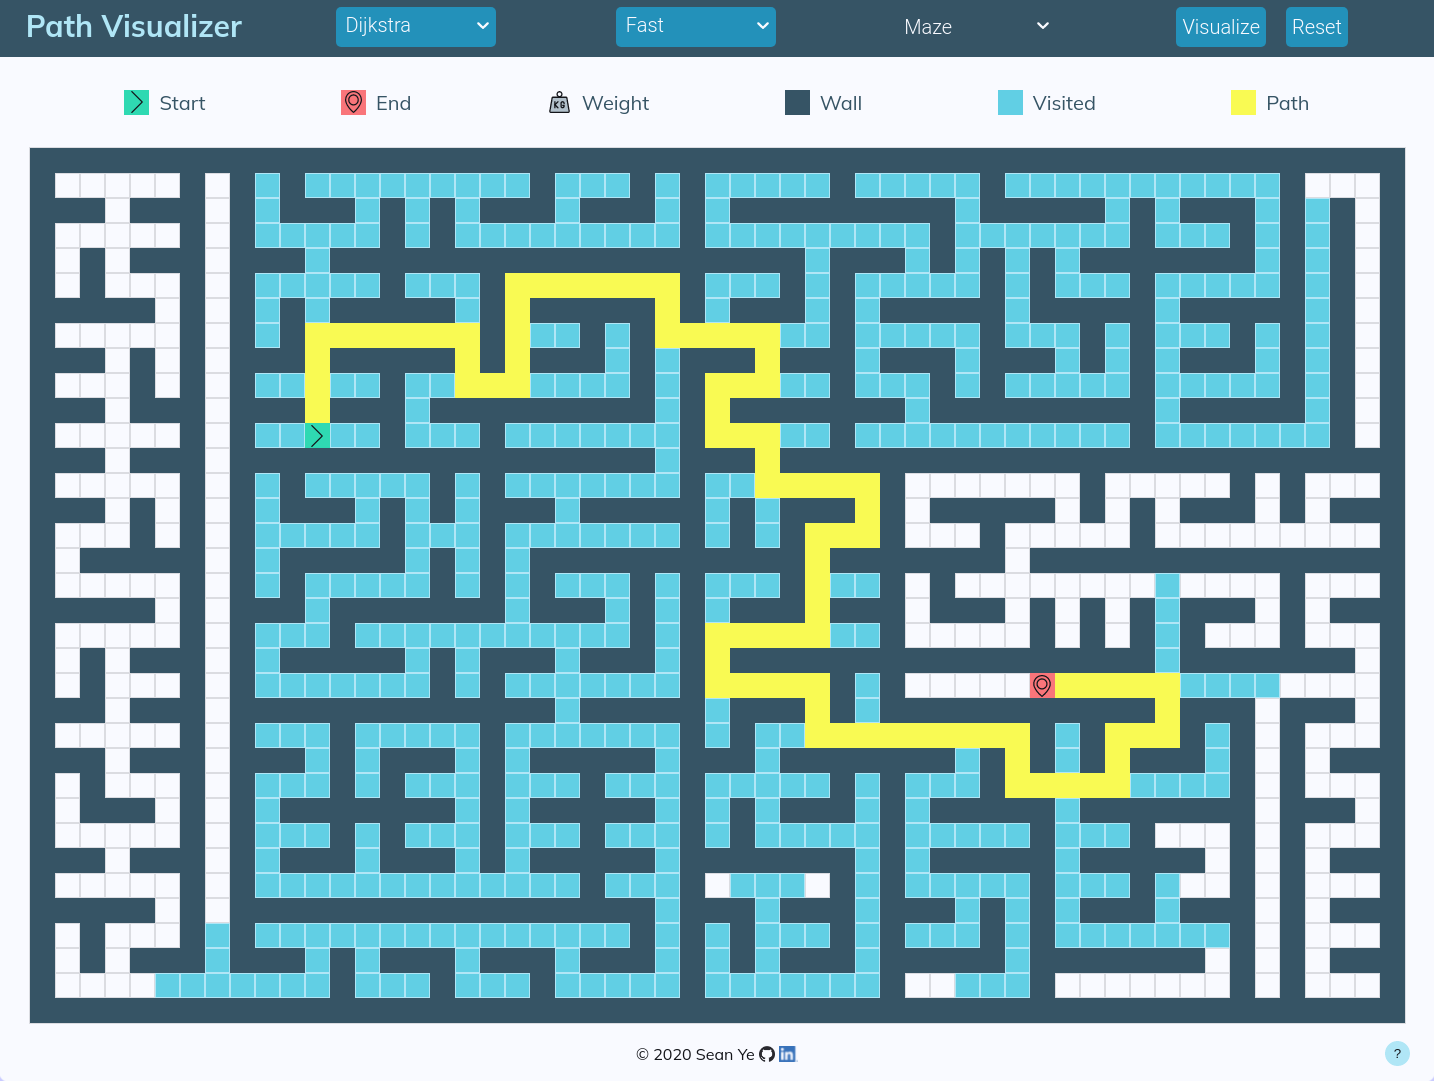 Path Visualizer
Dijkstra
Fast
Maze
Visualize
Reset
Start
End
KG
Weight
Wall
Visited
Path
© 2020 Sean Ye
in
?